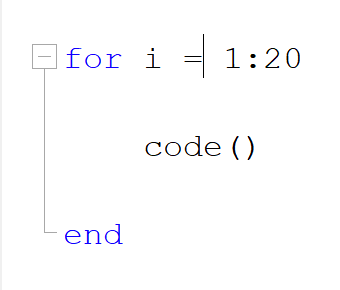 for i = 1:20
code()
end